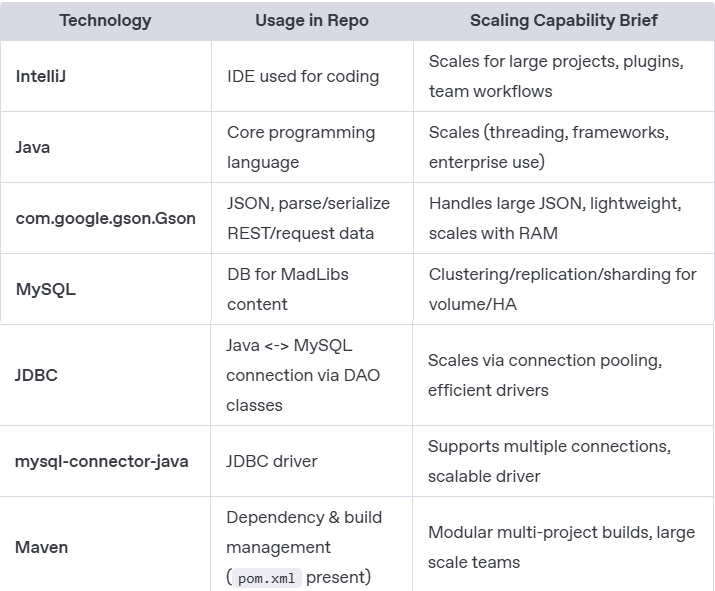 Technology Usage in Repo Scaling Capability Brief
IntelliJ
IDE used for coding
Scales for large projects, plugins,
team workflows
Java
Core programming
language
Scales (threading, frameworks,
enterprise use)
com.google.gson.Gson
JSON, parse/serialize
REST/request data
Handles large JSON, lightweight,
scales with RAM
MySQL
DB for MadLibs
content
Clustering/replication/sharding for
volume/HA
JDBC
Java <-> MySQL
connection via DAO
classes
Scales via connection pooling,
efficient drivers
mysql-connector-java
JDBC driver
Supports multiple connections,
scalable driver
Maven
Dependency & build
management
(pom.xml present)
Modular multi-project builds, large
scale teams